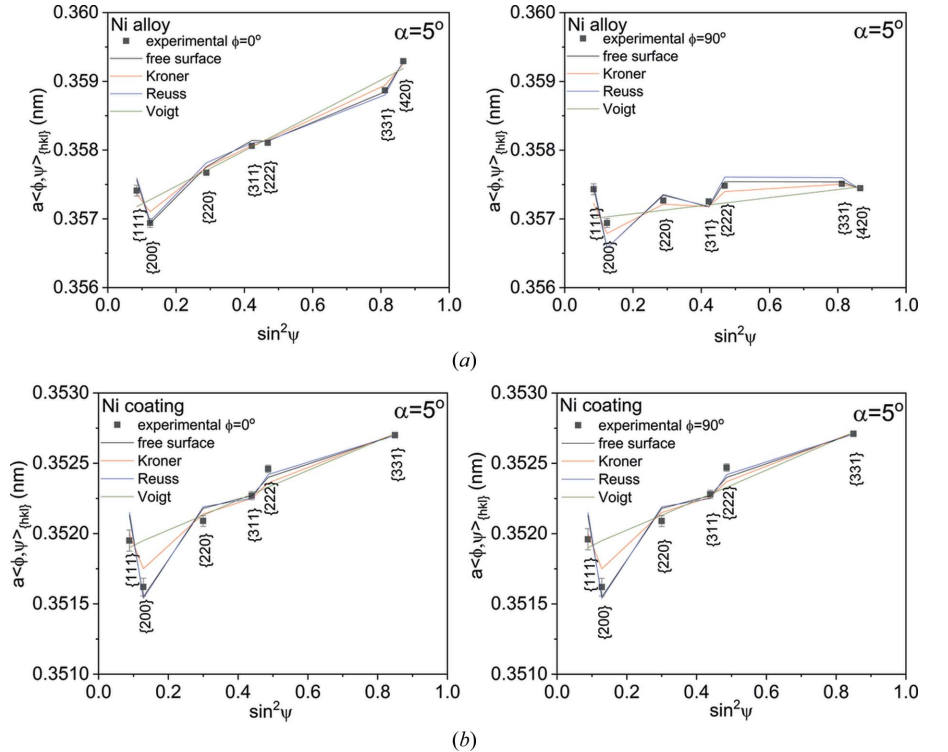 Ni alloy
α=5º
experimental ϕ=0º
free surface
Kroner
Reuss
Voigt
0.360
0.359
0.358
0.357
0.356
a<ϕ,ψ>{hkl} (nm)
{111}
{200}
{220}
{311}
{222}
{331}
{420}
0.0 0.2 0.4 0.6 0.8 1.0
sin²ψ
Ni alloy
α=5º
experimental ϕ=90º
free surface
Kroner
Reuss
Voigt
0.360
0.359
0.358
0.357
0.356
a<ϕ,ψ>{hkl} (nm)
{111}
{200}
{220}
{311}
{222}
{331}
{420}
0.0 0.2 0.4 0.6 0.8 1.0
sin²ψ
(a)
Ni coating
α=5º
experimental ϕ=0º
free surface
Kroner
Reuss
Voigt
0.3530
0.3525
0.3520
0.3515
0.3510
a<ϕ,ψ>{hkl} (nm)
{111}
{200}
{220}
{311}
{222}
{331}
0.0 0.2 0.4 0.6 0.8 1.0
sin²ψ
Ni coating
α=5º
experimental ϕ=90º
free surface
Kroner
Reuss
Voigt
0.3530
0.3525
0.3520
0.3515
0.3510
a<ϕ,ψ>{hkl} (nm)
{111}
{200}
{220}
{311}
{222}
{331}
0.0 0.2 0.4 0.6 0.8 1.0
sin²ψ
(b)